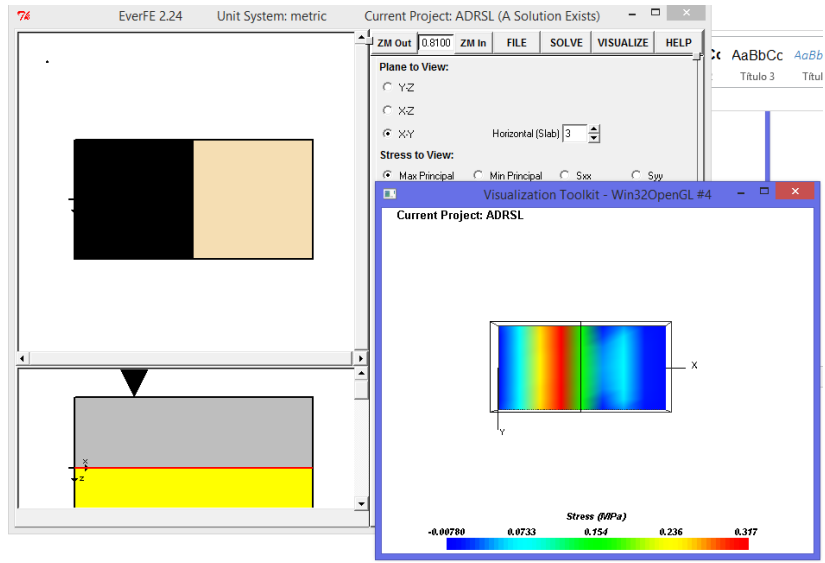 EverFE 2.24 Unit System: metric Current Project: ADRSL (A Solution Exists)
ZM Out 0.8100 ZM In FILE SOLVE VISUALIZE HELP
Plane to View:
Y-Z
X-Z
X-Y Horizontal (Slab) 3
Stress to View:
Max Principal Min Principal Sxx Syy
AaBbCc AaBb
Título 3 Títul
Visualization Toolkit - Win32OpenGL #4
Current Project: ADRSL
X
Y
Stress (MPa)
-0.00780 0.0733 0.154 0.236 0.317
x
z